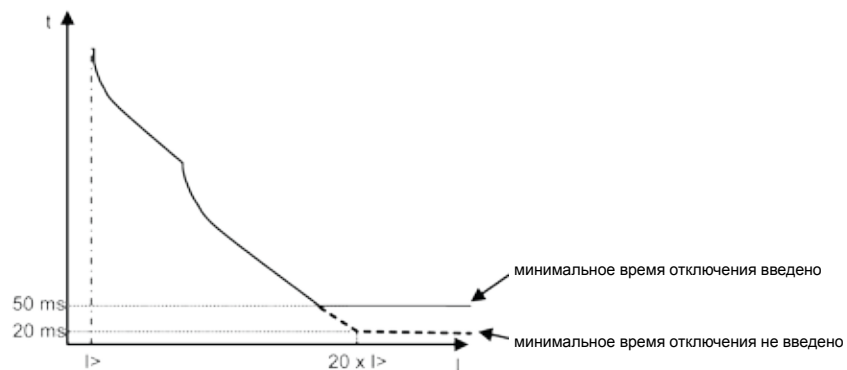 t
минимальное время отключения введено
50 ms
20 ms
минимальное время отключения не введено
I>
20 x I>
I